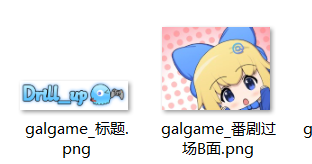 Drill_up
galgame_标题.
png
galgame_番剧过
场B面.png
g